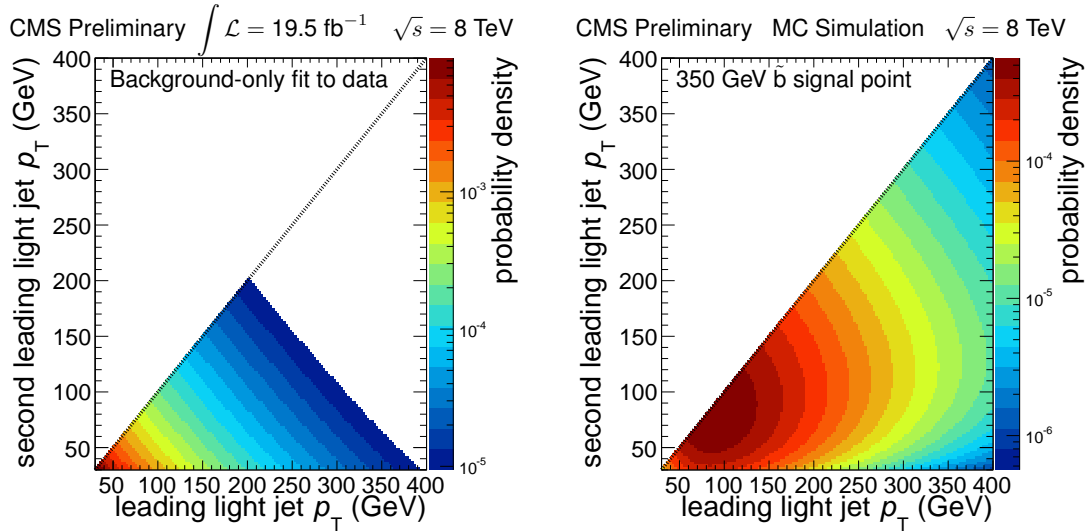 CMS Preliminary ∫ ℒ = 19.5 fb⁻¹ √s = 8 TeV
Background-only fit to data
second leading light jet p_T (GeV)
400
350
300
250
200
150
100
50
50 100 150 200 250 300 350 400
leading light jet p_T (GeV)
probability density
10⁻³
10⁻⁴
10⁻⁵
CMS Preliminary MC Simulation √s = 8 TeV
350 GeV b̃ signal point
second leading light jet p_T (GeV)
400
350
300
250
200
150
100
50
50 100 150 200 250 300 350 400
leading light jet p_T (GeV)
probability density
10⁻⁴
10⁻⁵
10⁻⁶